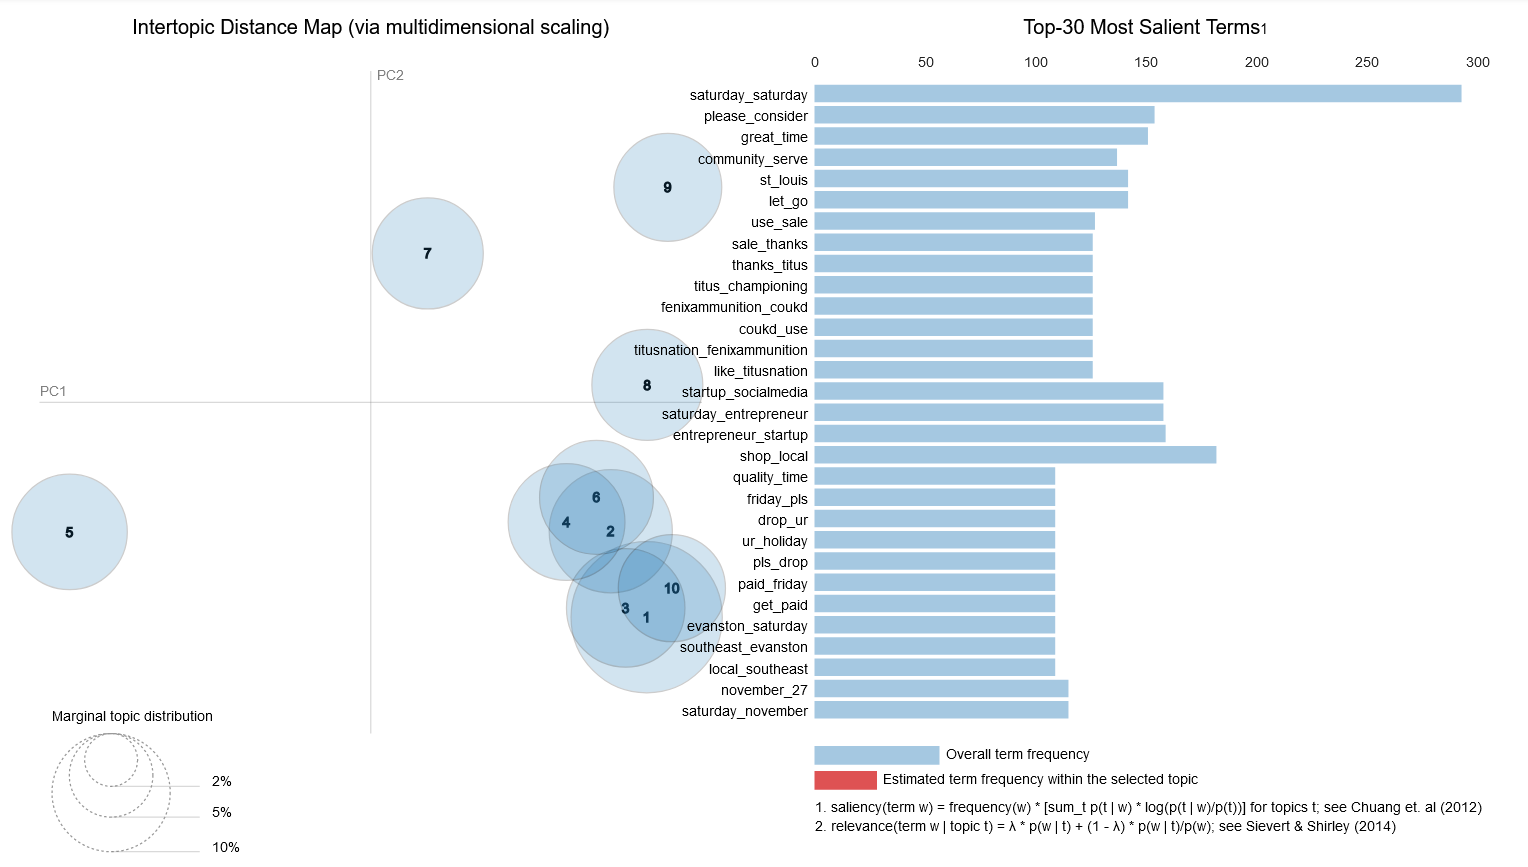 Intertopic Distance Map (via multidimensional scaling)
PC2
PC1
9
7
8
5
6
4
2
10
3
1
Marginal topic distribution
2%
5%
10%
Top-30 Most Salient Terms1
0 50 100 150 200 250 300
saturday_saturday
please_consider
great_time
community_serve
st_louis
let_go
use_sale
sale_thanks
thanks_titus
titus_championing
fenixammunition_coukd
coukd_use
titusnation_fenixammunition
like_titusnation
startup_socialmedia
saturday_entrepreneur
entrepreneur_startup
shop_local
quality_time
friday_pls
drop_ur
ur_holiday
pls_drop
paid_friday
get_paid
evanston_saturday
southeast_evanston
local_southeast
november_27
saturday_november
Overall term frequency
Estimated term frequency within the selected topic
1. saliency(term w) = frequency(w) * [sum_t p(t | w) * log(p(t | w)/p(t))] for topics t; see Chuang et. al (2012)
2. relevance(term w | topic t) = λ * p(w | t) + (1 - λ) * p(w | t)/p(w); see Sievert & Shirley (2014)